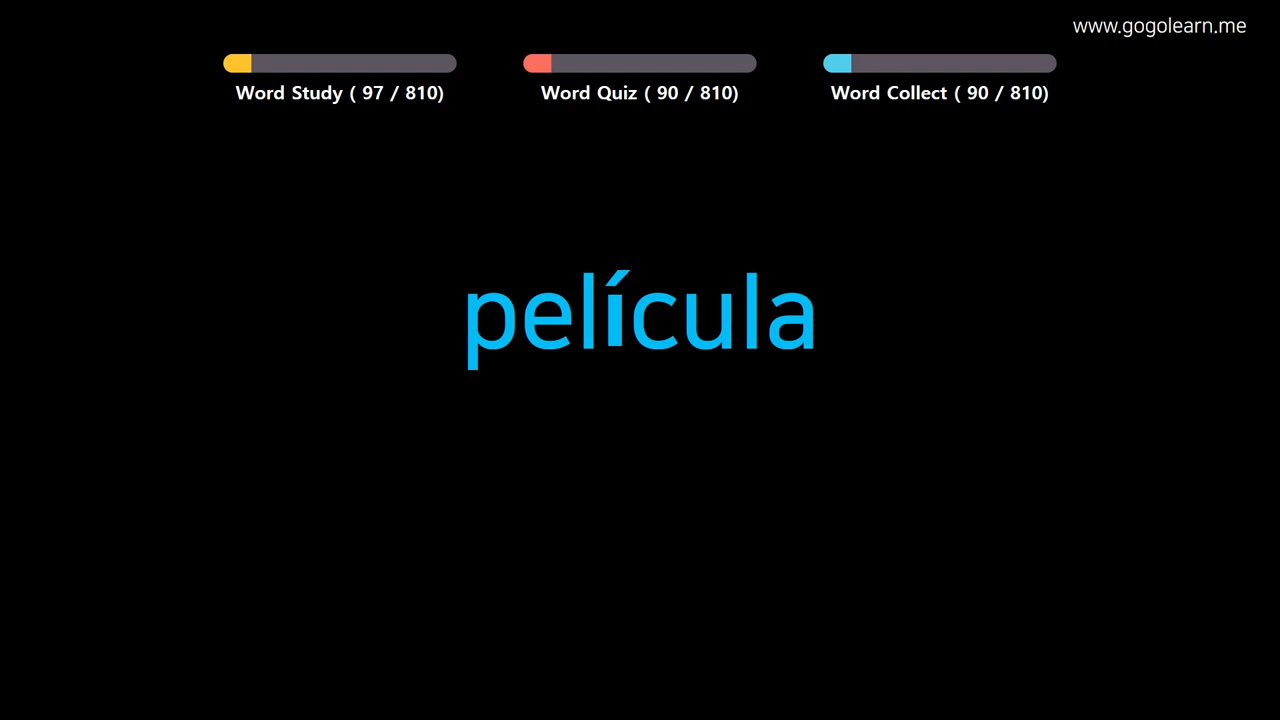 www.gogolearn.me
Word Study ( 97 / 810)
Word Quiz ( 90 / 810)
Word Collect ( 90 / 810)
película